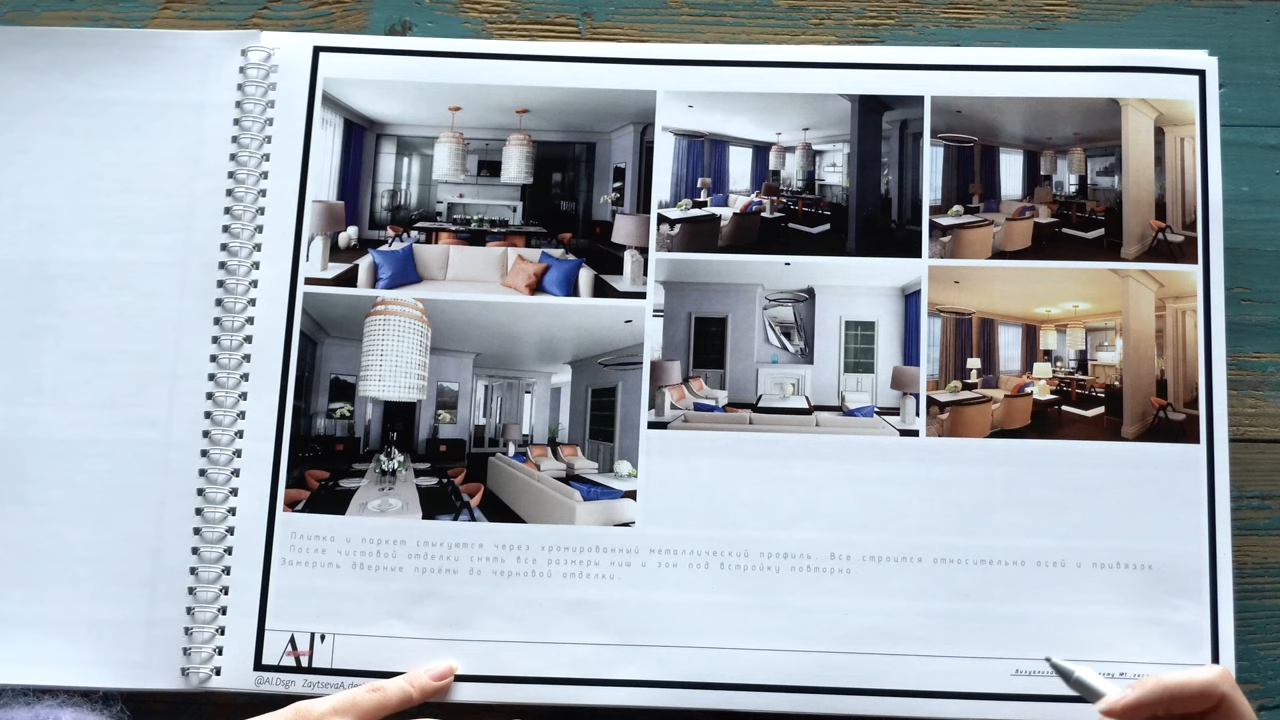 Плитка и паркет стыкуются через хромированный металлический профиль. Все строится относительно осей и привязок.
После чистовой отделки снять все размеры ниш и зон под встройку повторно.
Замерить дверные проёмы до черновой отделки.
@Al.Dsgn ZaytsevaA.